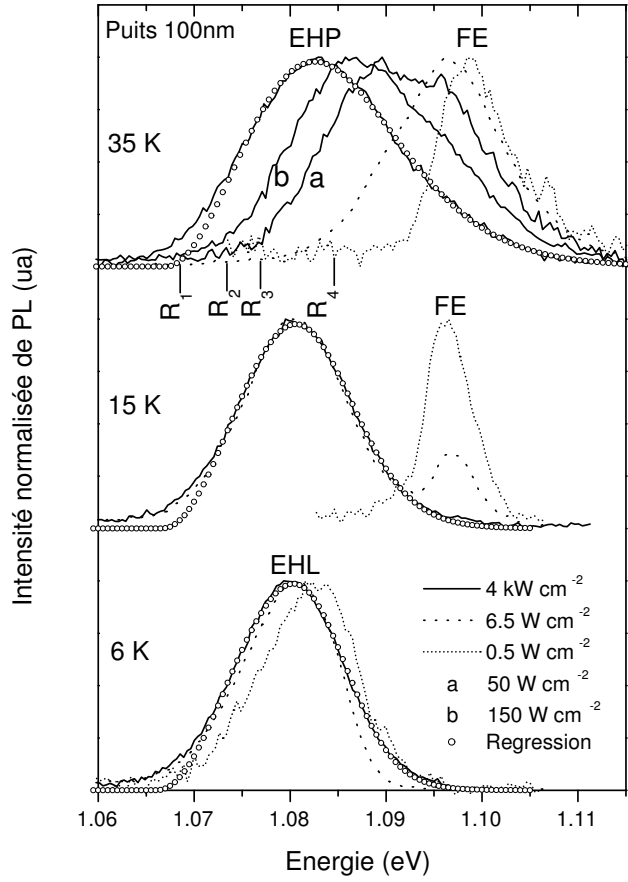 Puits 100nm
EHP
FE
35 K
b
a
R₁
R₂
R₃
R₄
FE
15 K
EHL
6 K
4 kW cm⁻²
6.5 W cm⁻²
0.5 W cm⁻²
a 50 W cm⁻²
b 150 W cm⁻²
Regression
1.06 1.07 1.08 1.09 1.10 1.11
Energie (eV)
Intensité normalisée de PL (ua)